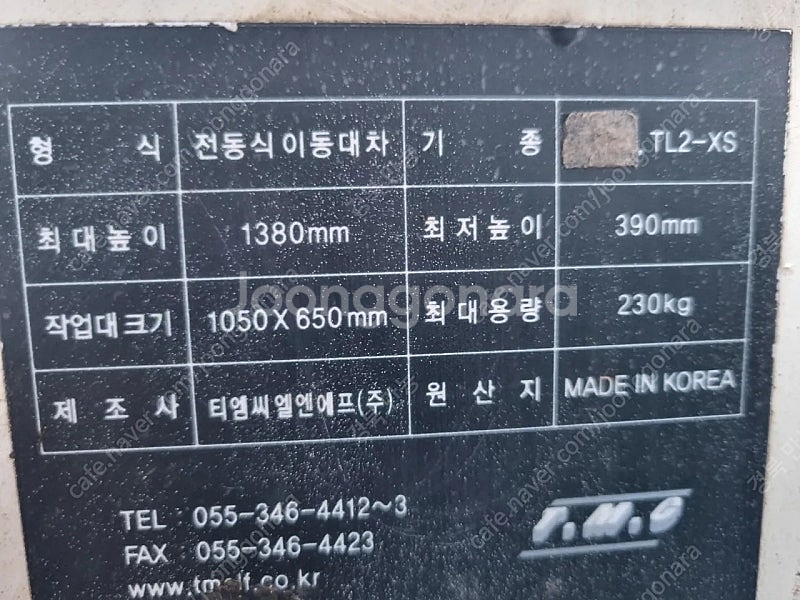 형 식 전동식이동대차 기 종 .TL2-XS
최대높이 1380mm 최저높이 390mm
작업대크기 1050X650mm 최대용량 230kg
제 조 사 티엠씨엘엔에프(주) 원 산 지 MADE IN KOREA
Joonggonara
TEL : 055-346-4412~3
FAX : 055-346-4423
T.M.C